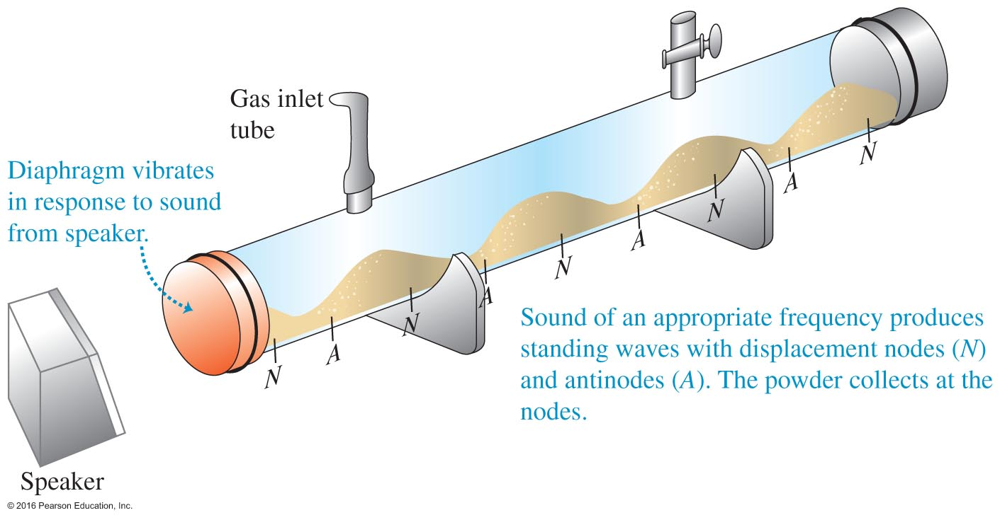 Gas inlet
tube
Diaphragm vibrates
in response to sound
from speaker.
N
A
N
A
N
A
N
A
N
Sound of an appropriate frequency produces
standing waves with displacement nodes (N)
and antinodes (A). The powder collects at the
nodes.
Speaker
© 2016 Pearson Education, Inc.